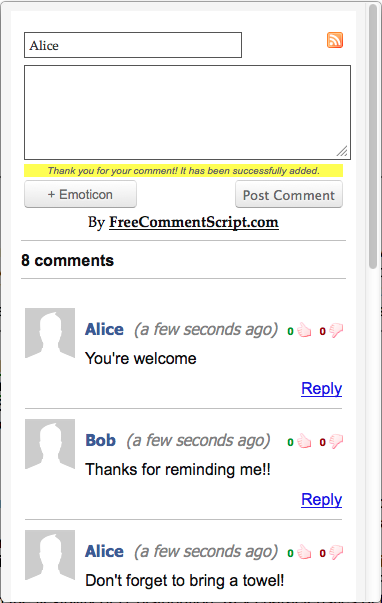 Alice
Thank you for your comment! It has been successfully added.
+ Emoticon Post Comment
By FreeCommentScript.com
8 comments
Alice (a few seconds ago) 0 0
You're welcome
Reply
Bob (a few seconds ago) 0 0
Thanks for reminding me!!
Reply
Alice (a few seconds ago) 0 0
Don't forget to bring a towel!